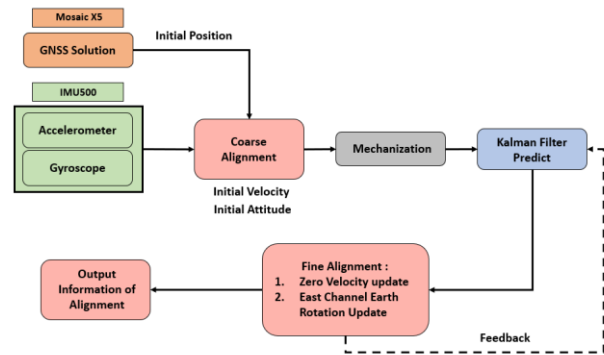 Mosaic X5
GNSS Solution
Initial Position
IMU500
Accelerometer
Gyroscope
Coarse
Alignment
Initial Velocity
Initial Attitude
Mechanization
Kalman Filter
Predict
Fine Alignment :
1. Zero Velocity update
2. East Channel Earth
Rotation Update
Output
Information of
Alignment
Feedback